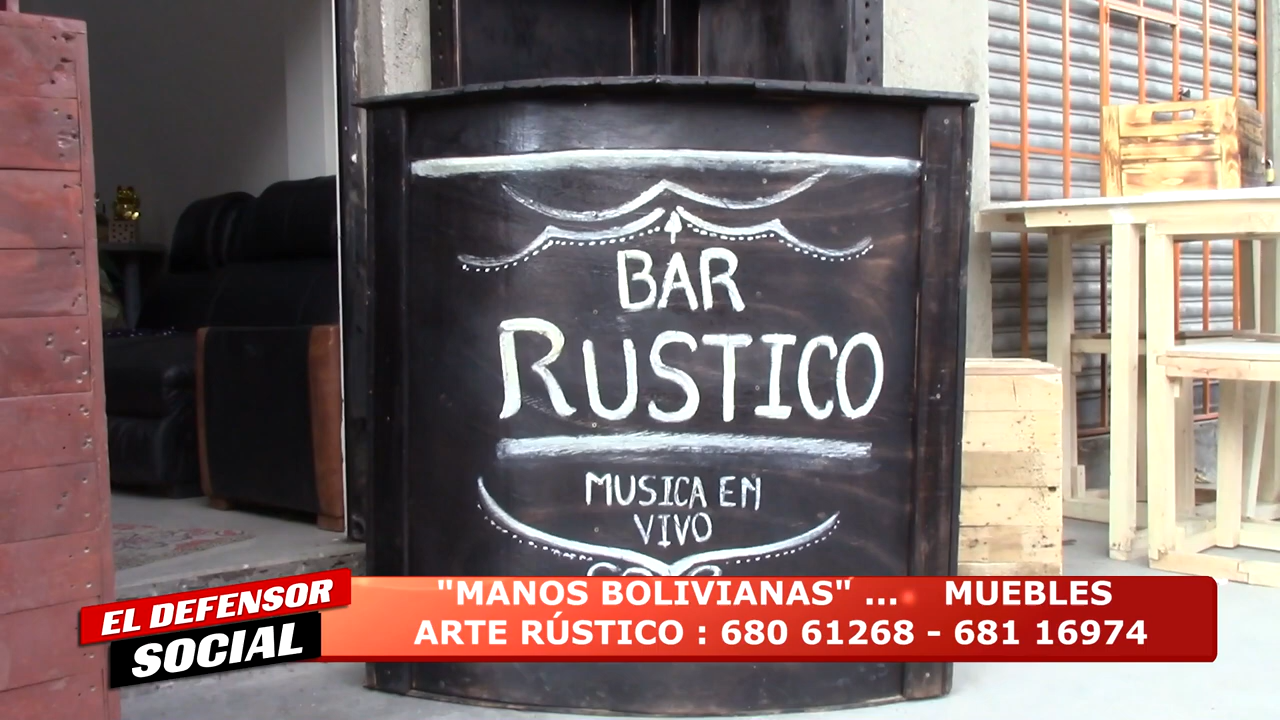 BAR
RUSTICO
MUSICA EN
VIVO
EL DEFENSOR
SOCIAL
"MANOS BOLIVIANAS" ... MUEBLES
ARTE RÚSTICO : 680 61268 - 681 16974